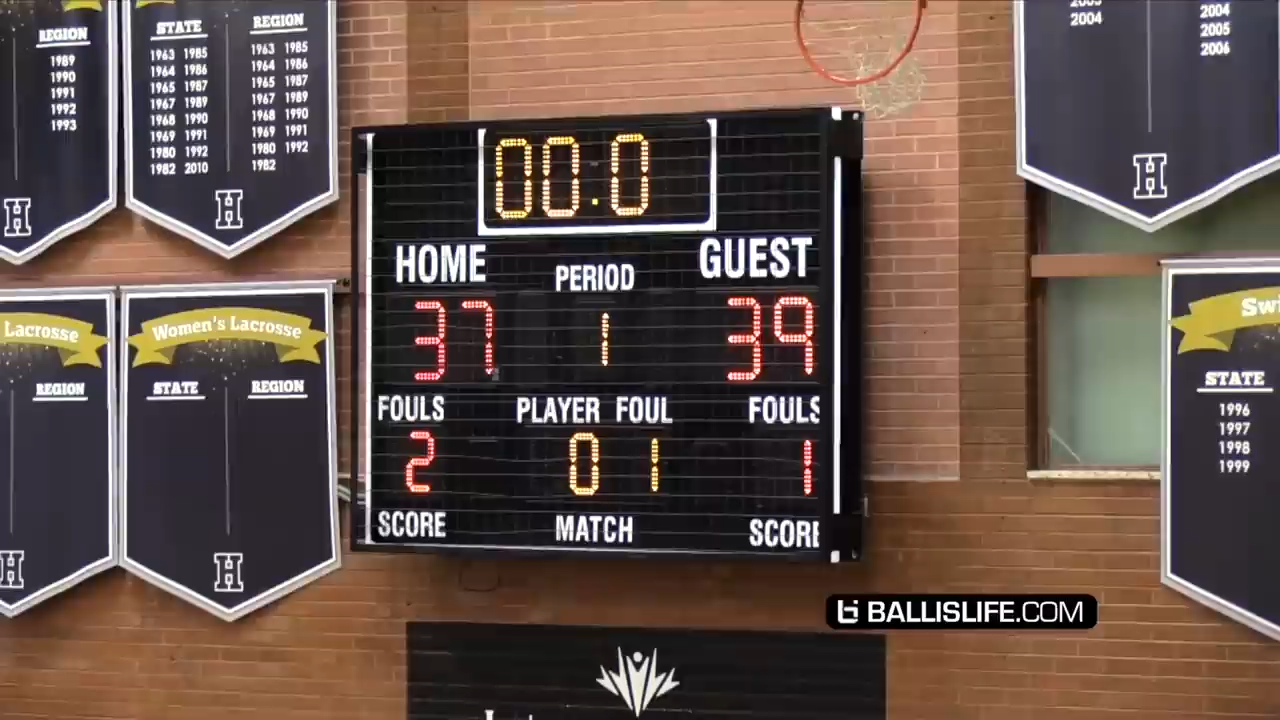 REGION
1989
1990
1991
1992
1993
H
STATE
REGION
1963 1985
1964 1986
1965 1987
1967 1989
1968 1990
1969 1991
1980 1992
1982 2010
1963 1985
1964 1986
1965 1987
1967 1989
1968 1990
1969 1991
1980 1992
1982
H
2004
2004
2005
2006
H
00.0
HOME
PERIOD
GUEST
37
1
39
FOULS
PLAYER FOUL
FOULS
2
0 1
1
SCORE
MATCH
SCORE
Lacrosse
REGION
H
Women's Lacrosse
STATE
REGION
H
STATE
1996
1997
1998
1999
BALLISLIFE.COM